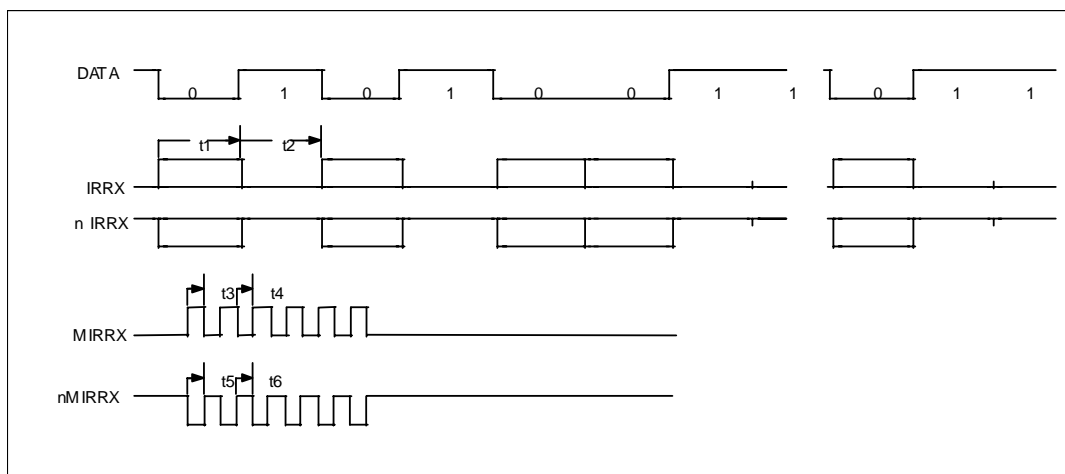 DATA
0 1 0 1 0 0 1 1 0 1 1
t1 t2
IRRX
n IRRX
t3 t4
MIRRX
t5 t6
nMIRRX